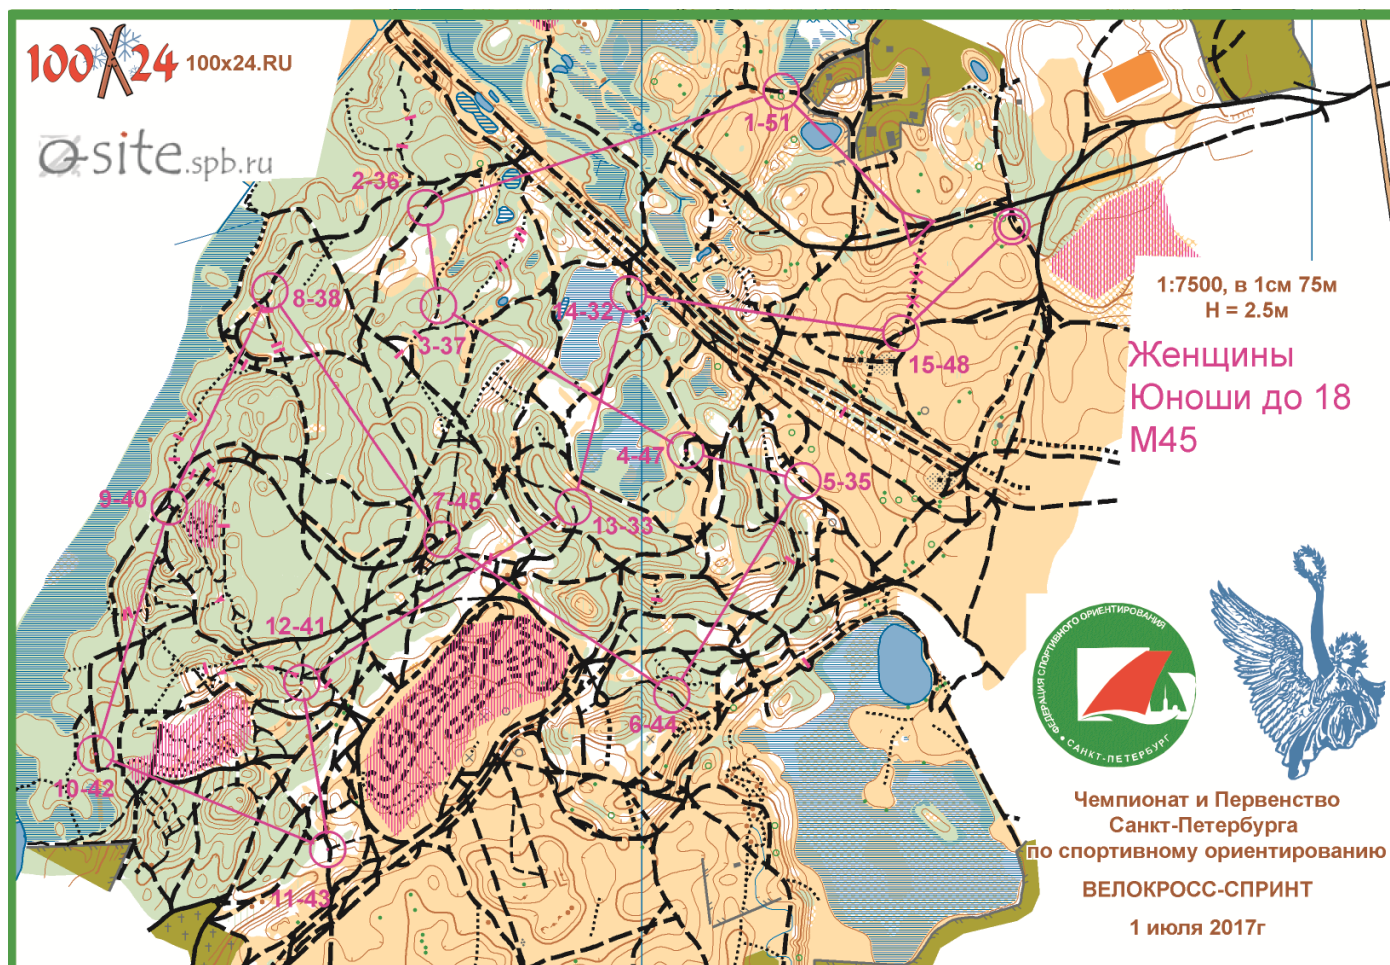 100X24
100x24.RU
o-site.spb.ru
1-51
2-36
8-38
3-37
14-32
15-48
1:7500, в 1см 75м
H = 2.5м
Женщины
Юноши до 18
М45
4-47
5-35
9-40
7-45
13-33
12-41
6-44
10-42
11-43
ФЕДЕРАЦИЯ СПОРТИВНОГО ОРИЕНТИРОВАНИЯ
САНКТ-ПЕТЕРБУРГ
Чемпионат и Первенство
Санкт-Петербурга
по спортивному ориентированию
ВЕЛОКРОСС-СПРИНТ
1 июля 2017г